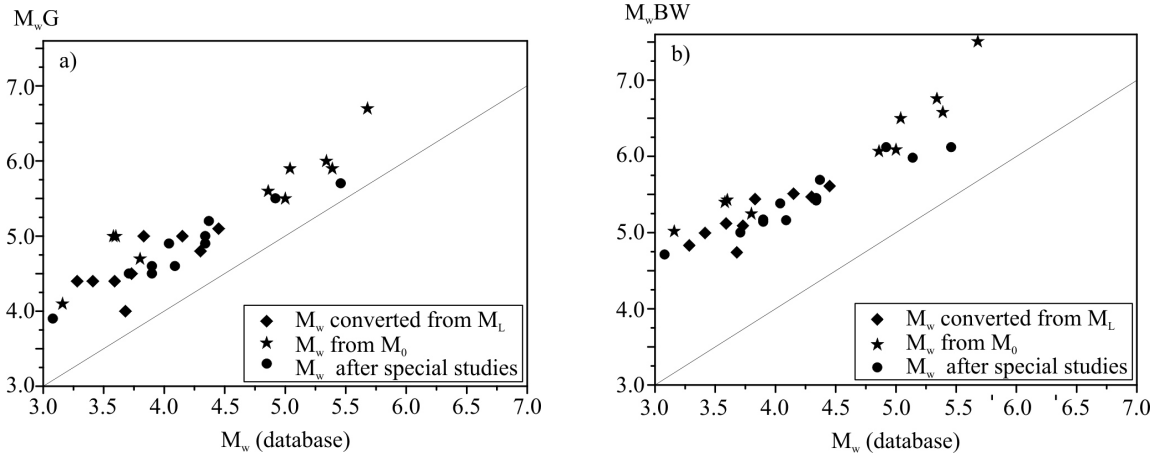 MwG
a)
7.0
6.0
5.0
4.0
3.0
3.0 3.5 4.0 4.5 5.0 5.5 6.0 6.5 7.0
Mw (database)
Mw converted from ML
Mw from M0
Mw after special studies
MwBW
b)
7.0
6.0
5.0
4.0
3.0
3.0 3.5 4.0 4.5 5.0 5.5 6.0 6.5 7.0
Mw (database)
Mw converted from ML
Mw from M0
Mw after special studies